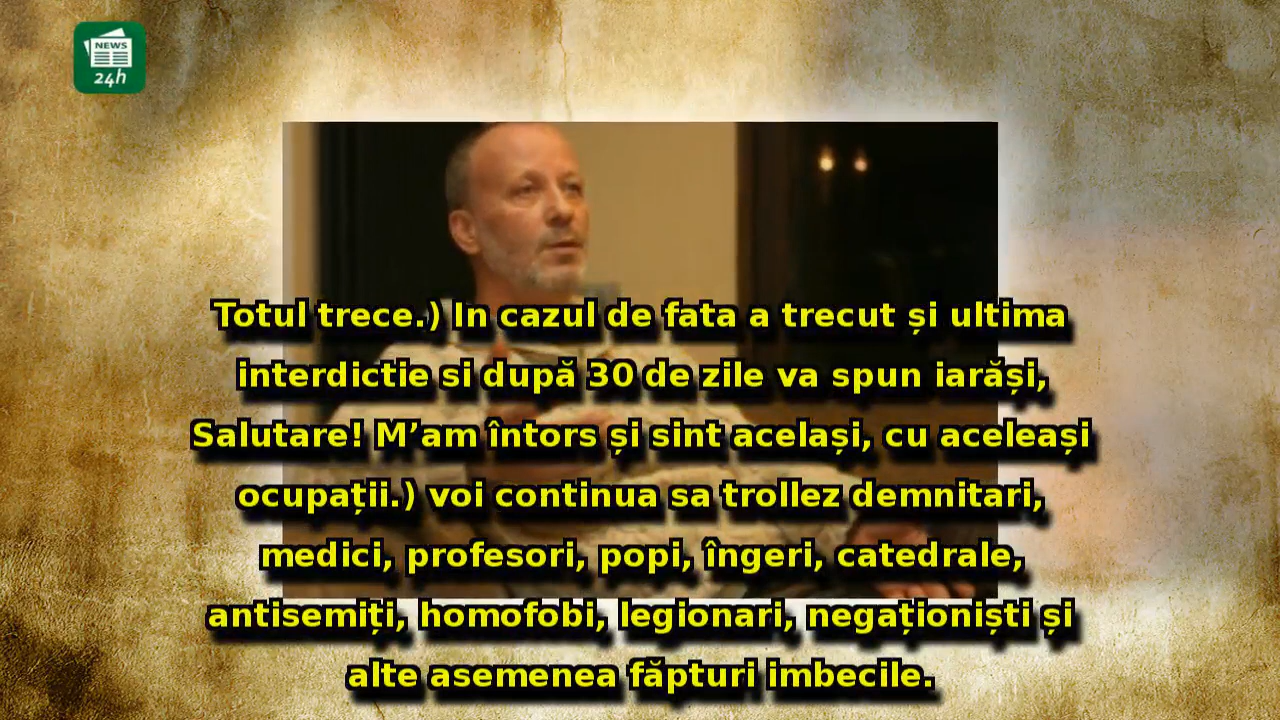 NEWS
24h
Totul trece.) In cazul de fata a trecut și ultima
interdictie si după 30 de zile va spun iarăși,
Salutare! M’am întors și sint același, cu aceleași
ocupații.) voi continua sa trollez demnitari,
medici, profesori, popi, îngeri, catedrale,
antisemiți, homofobi, legionari, negaționiști și
alte asemenea făpturi imbecile.